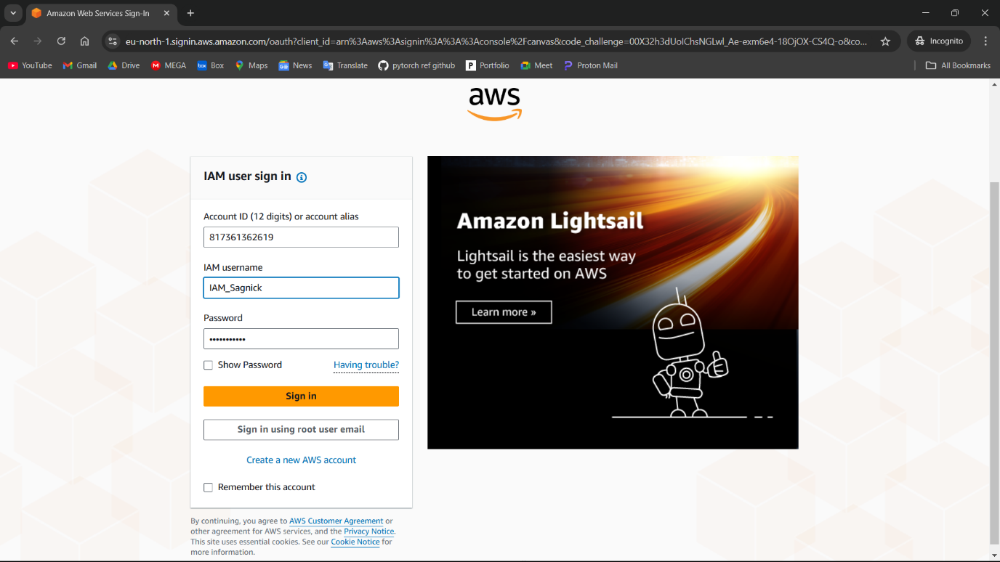 Amazon Web Services Sign-In
eu-north-1.signin.aws.amazon.com/oauth?client_id=arn%3Aaws%3Asignin%3A%3A%3Aconsole%2Fcanvas&code_challenge=00X32h3dUoIChsNGLwl_Ae-exm6e4-18OjOX-CS4Q-o&co...
Incognito
YouTube Gmail Drive MEGA box Box Maps News Translate pytorch ref github P Portfolio Meet Proton Mail All Bookmarks
aws
IAM user sign in
Account ID (12 digits) or account alias
817361362619
IAM username
IAM_Sagnick
Password
•••••••••••
Show Password Having trouble?
Sign in
Sign in using root user email
Create a new AWS account
Remember this account
By continuing, you agree to AWS Customer Agreement or
other agreement for AWS services, and the Privacy Notice.
This site uses essential cookies. See our Cookie Notice for
more information.
Amazon Lightsail
Lightsail is the easiest way
to get started on AWS
Learn more »